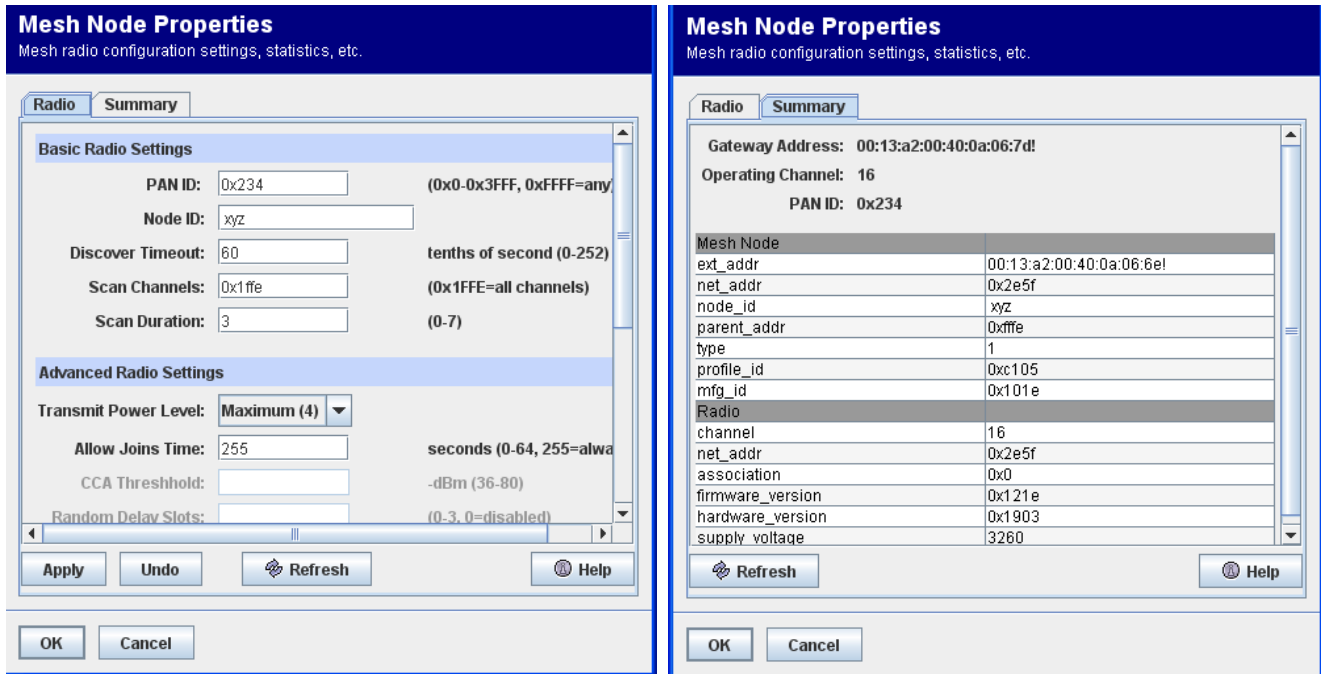 Mesh Node Properties
Mesh radio configuration settings, statistics, etc.
Radio Summary
Basic Radio Settings
PAN ID: 0x234 (0x0-0x3FFF, 0xFFFF=any)
Node ID: xyz
Discover Timeout: 60 tenths of second (0-252)
Scan Channels: 0x1ffe (0x1FFE=all channels)
Scan Duration: 3 (0-7)
Advanced Radio Settings
Transmit Power Level: Maximum (4)
Allow Joins Time: 255 seconds (0-64, 255=alwa
CCA Threshhold: -dBm (36-80)
Random Delay Slots: (0-3, 0=disabled)
Apply Undo Refresh Help
OK Cancel
Mesh Node Properties
Mesh radio configuration settings, statistics, etc.
Radio Summary
Gateway Address: 00:13:a2:00:40:0a:06:7d!
Operating Channel: 16
PAN ID: 0x234
Mesh Node
ext_addr 00:13:a2:00:40:0a:06:6e!
net_addr 0x2e5f
node_id xyz
parent_addr 0xfffe
type 1
profile_id 0xc105
mfg_id 0x101e
Radio
channel 16
net_addr 0x2e5f
association 0x0
firmware_version 0x121e
hardware_version 0x1903
supply_voltage 3260
Refresh Help
OK Cancel